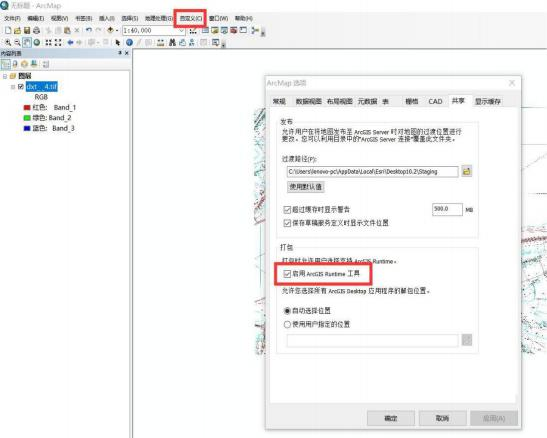 无标题 - ArcMap
文件(F) 编辑(E) 视图(V) 书签(B) 插入(I) 选择(S) 地理处理(G) 自定义(C) 窗口(W) 帮助(H)
1:40,000
内容列表
图层
dxt__4.tif
RGB
红色: Band_1
绿色: Band_2
蓝色: Band_3
ArcMap 选项
常规 数据视图 布局视图 元数据 表 栅格 CAD 共享 显示缓存
发布
允许用户在将地图发布至 ArcGIS Server 时对地图的过渡位置进行
更改。您可以利用目录中的"ArcGIS Server 连接"覆盖此文件夹。
过渡路径(P):
C:\Users\lenovo-pc\AppData\Local\Esri\Desktop10.2\Staging
使用默认值
超过缓存时显示警告 500.0 MB
保存草稿服务定义时显示文件位置
打包
打包时允许用户选择支持 ArcGIS Runtime。
启用 ArcGIS Runtime 工具
允许您选择所有 ArcGIS Desktop 应用程序的解包位置。
自动选择位置
使用用户指定的位置
确定 取消 应用(A)